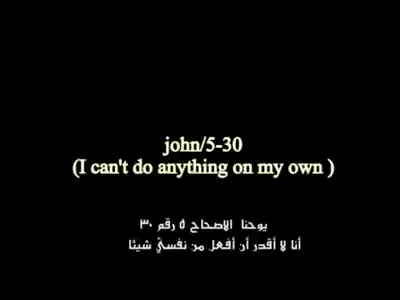 john/5-30
(I can't do anything on my own )
يوحنا الاصحاح ٥ رقم ٣٠
أنا لا أقدر أن أفعل من نفسيْ شيئا